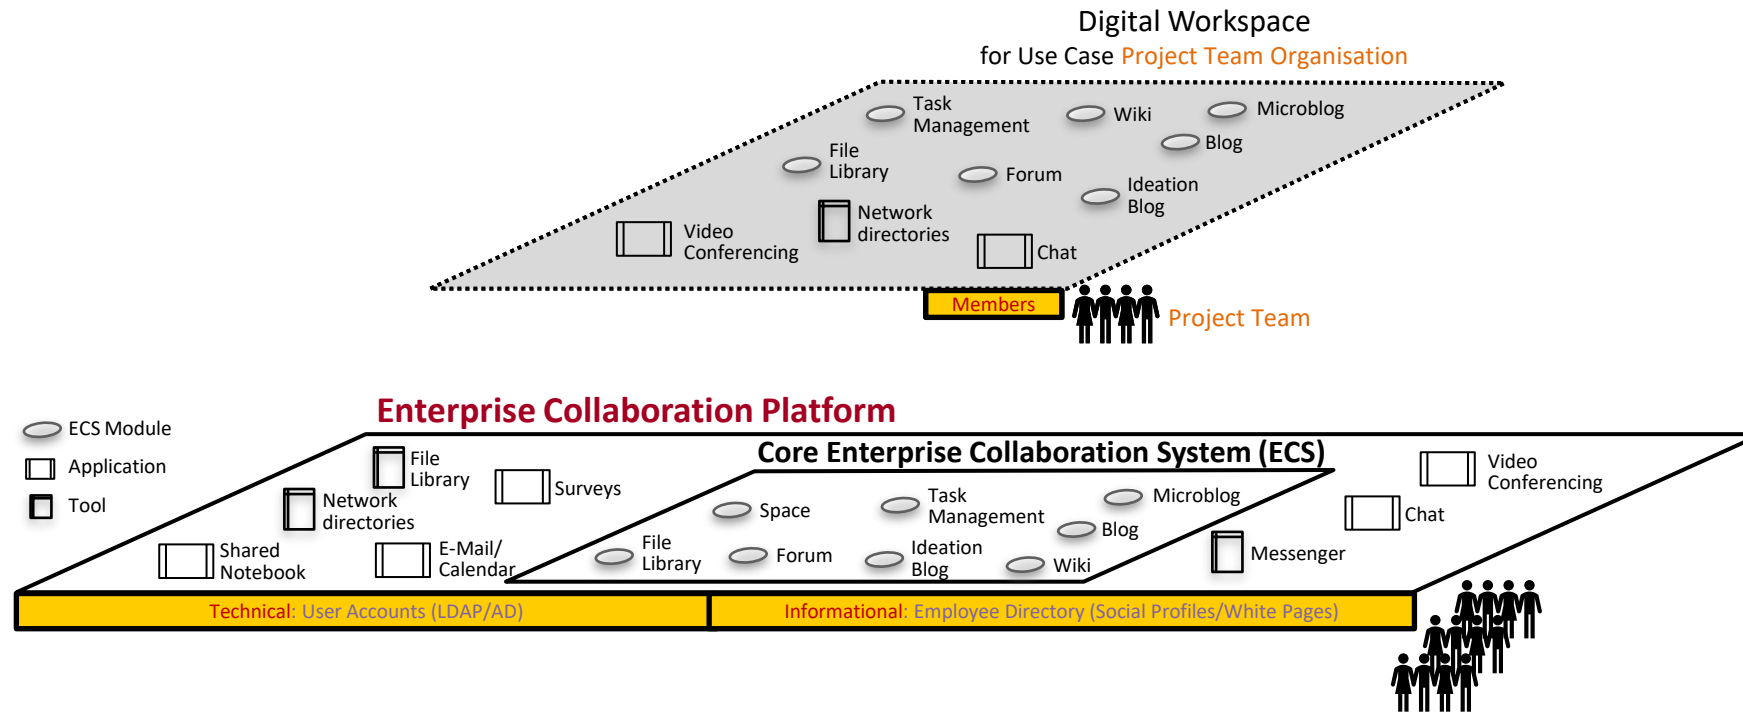 Digital Workspace
for Use Case Project Team Organisation
Task
Management
Wiki
Microblog
Blog
File
Library
Forum
Ideation
Blog
Network
directories
Video
Conferencing
Chat
Members
Project Team
Enterprise Collaboration Platform
ECS Module
Application
Tool
Core Enterprise Collaboration System (ECS)
File
Library
Surveys
Network
directories
Shared
Notebook
E-Mail/
Calendar
Space
Task
Management
Microblog
Blog
File
Library
Forum
Ideation
Blog
Wiki
Video
Conferencing
Chat
Messenger
Technical: User Accounts (LDAP/AD)
Informational: Employee Directory (Social Profiles/White Pages)